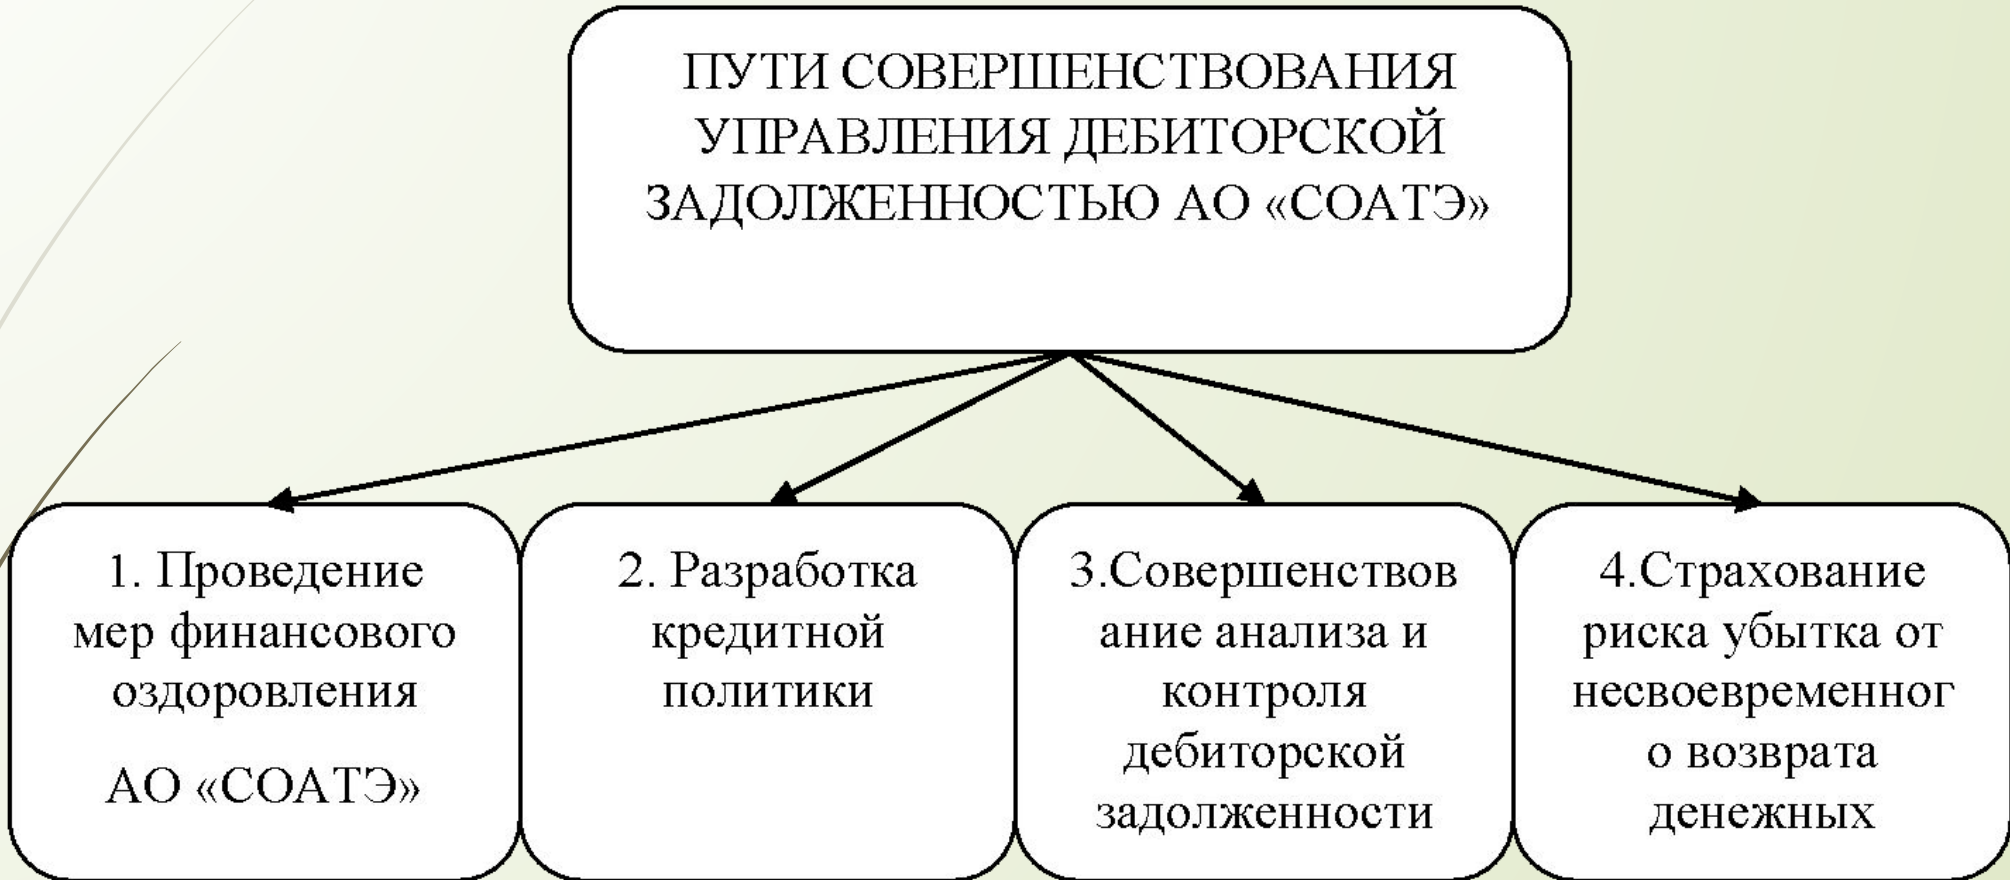 ПУТИ СОВЕРШЕНСТВОВАНИЯ
УПРАВЛЕНИЯ ДЕБИТОРСКОЙ
ЗАДОЛЖЕННОСТЬЮ АО «СОАТЭ»
1. Проведение
мер финансового
оздоровления
АО «СОАТЭ»
2. Разработка
кредитной
политики
3.Совершенствов
ание анализа и
контроля
дебиторской
задолженности
4.Страхование
риска убытка от
несвоевременног
о возврата
денежных